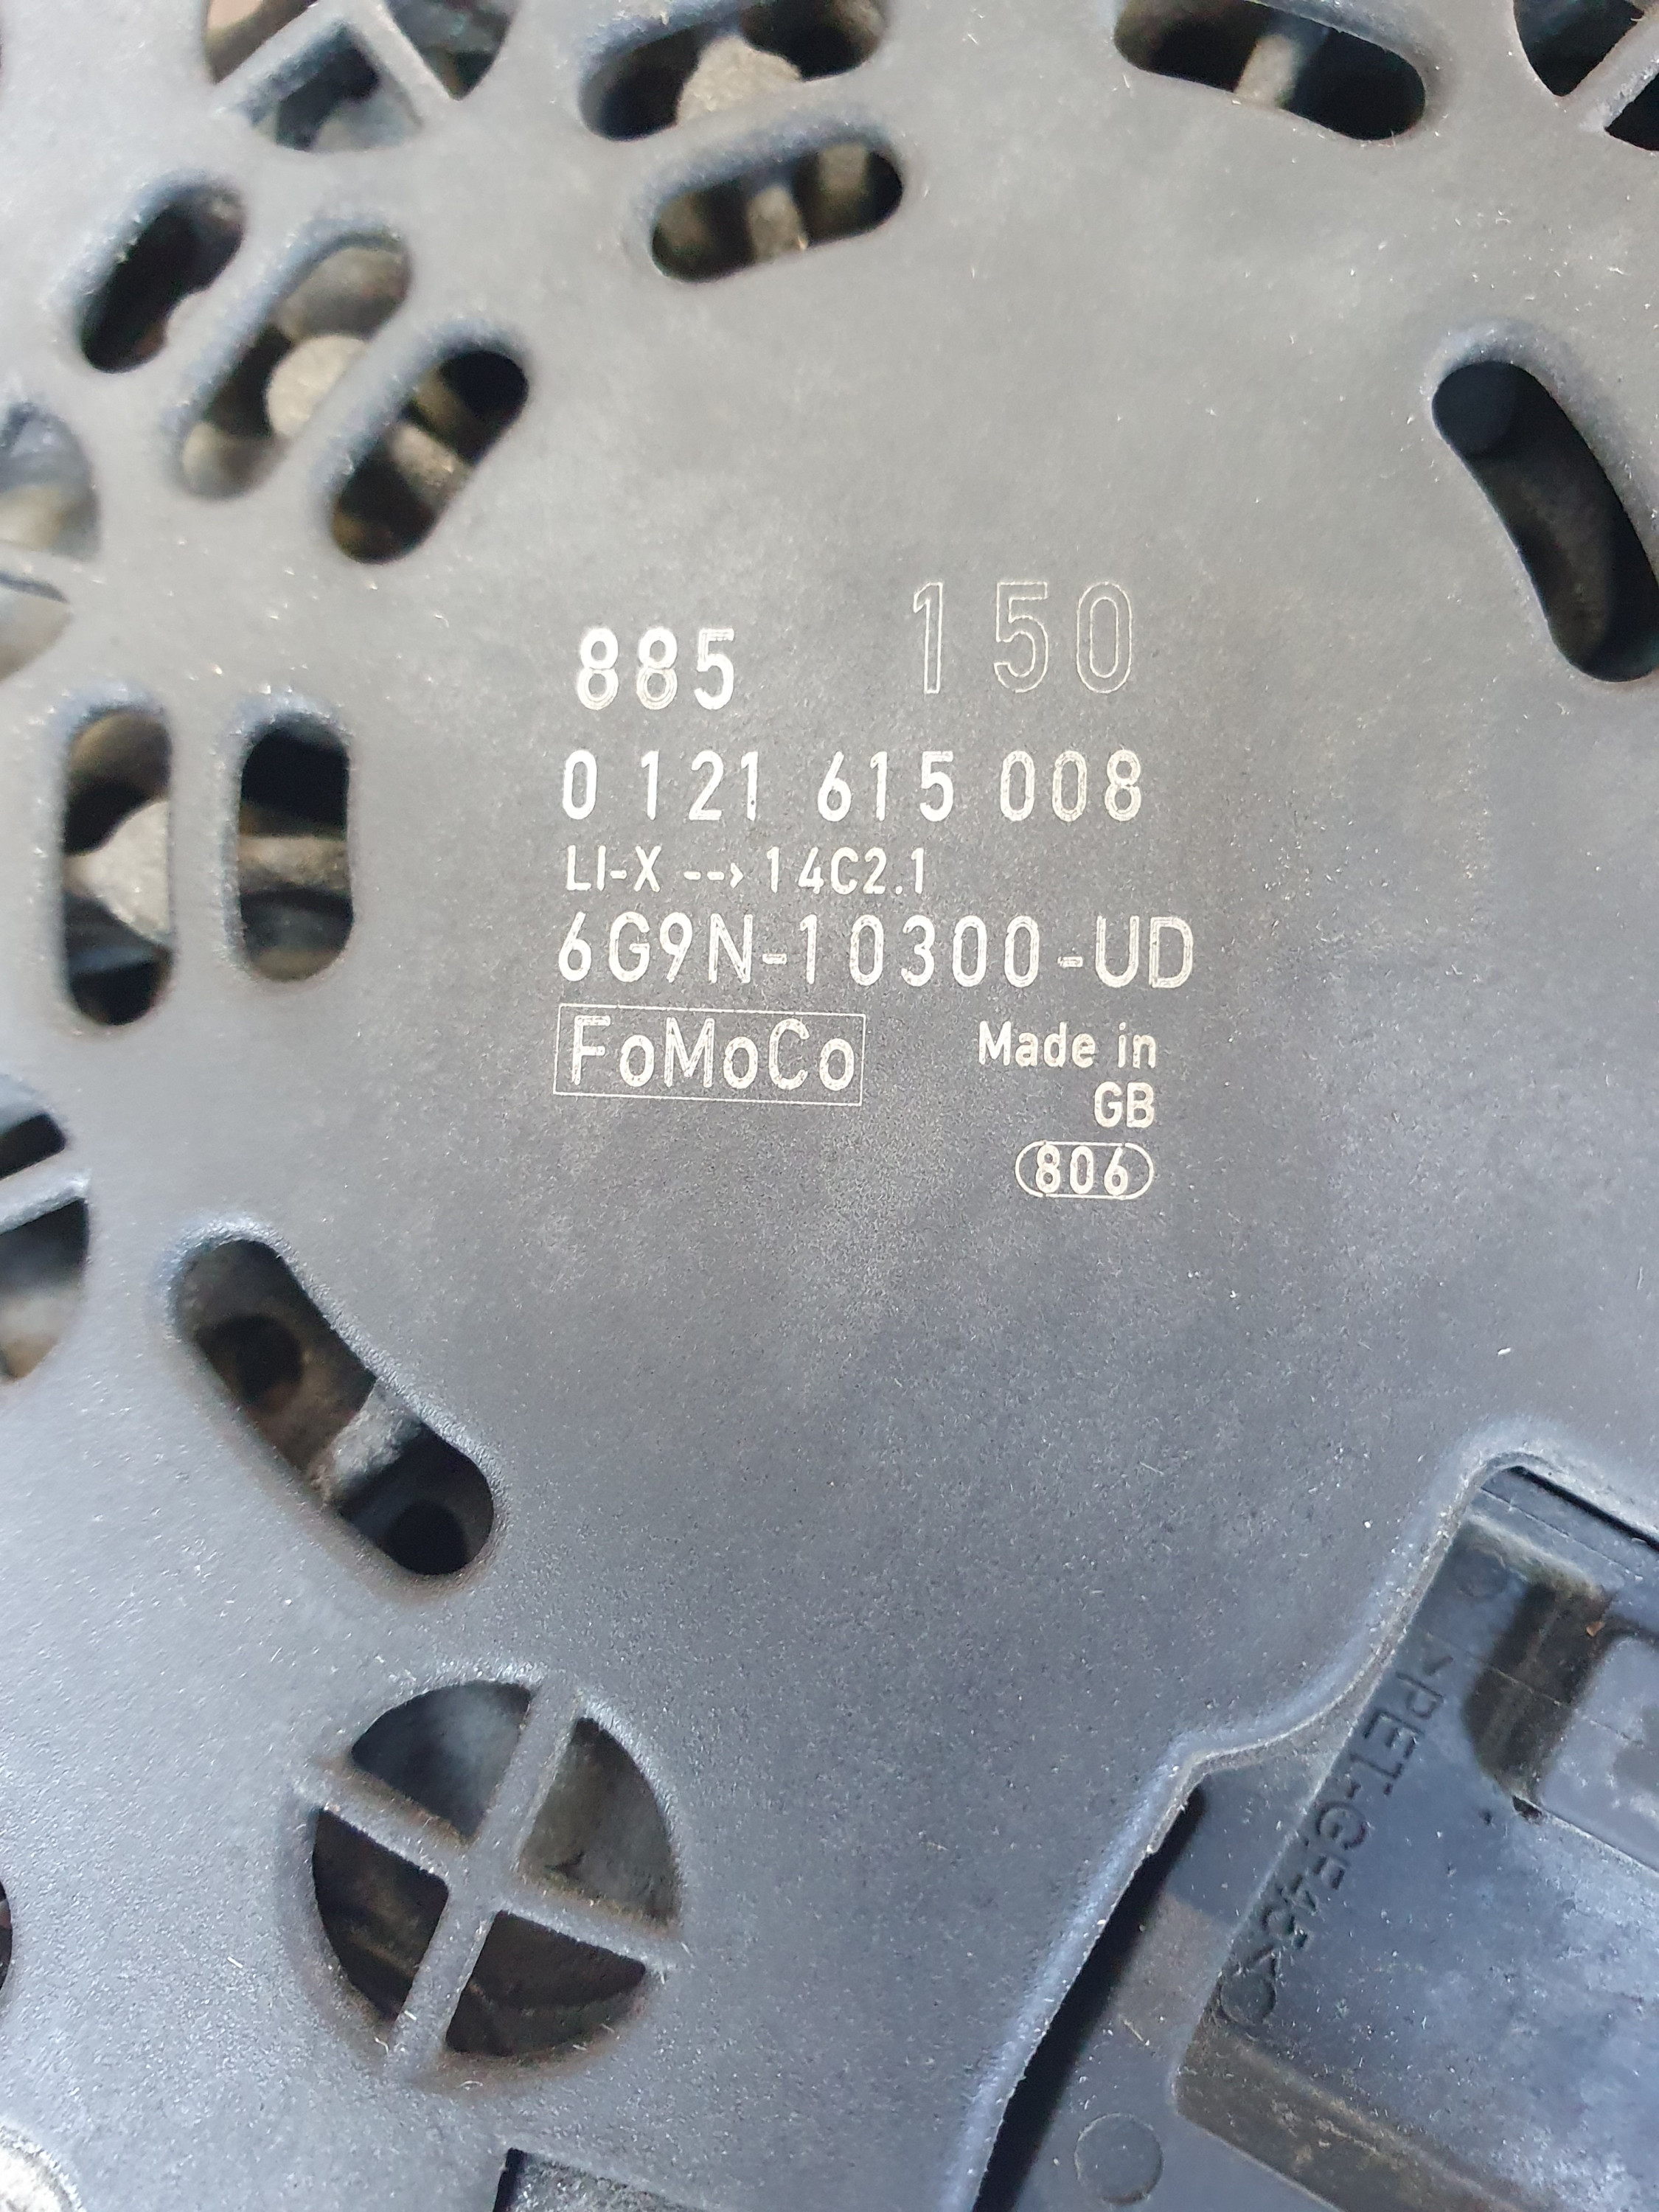 885 150
0 121 615 008
LI-X --> 14C2.1
6G9N-10300-UD
FoMoCo
Made in
GB
806